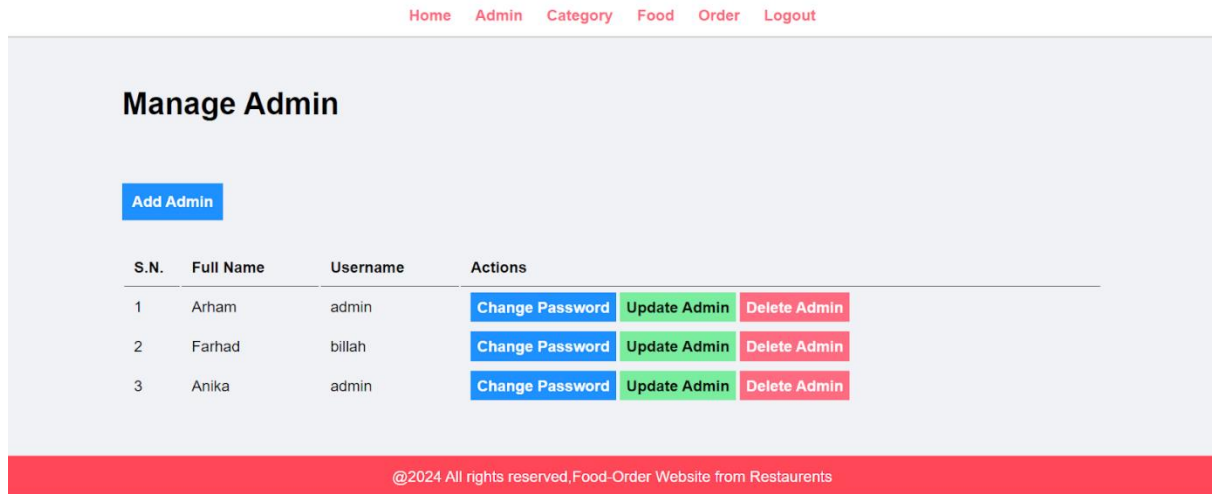 Home Admin Category Food Order Logout
Manage Admin
Add Admin
S.N. Full Name Username Actions
1 Arham admin Change Password Update Admin Delete Admin
2 Farhad billah Change Password Update Admin Delete Admin
3 Anika admin Change Password Update Admin Delete Admin
@2024 All rights reserved,Food-Order Website from Restaurents